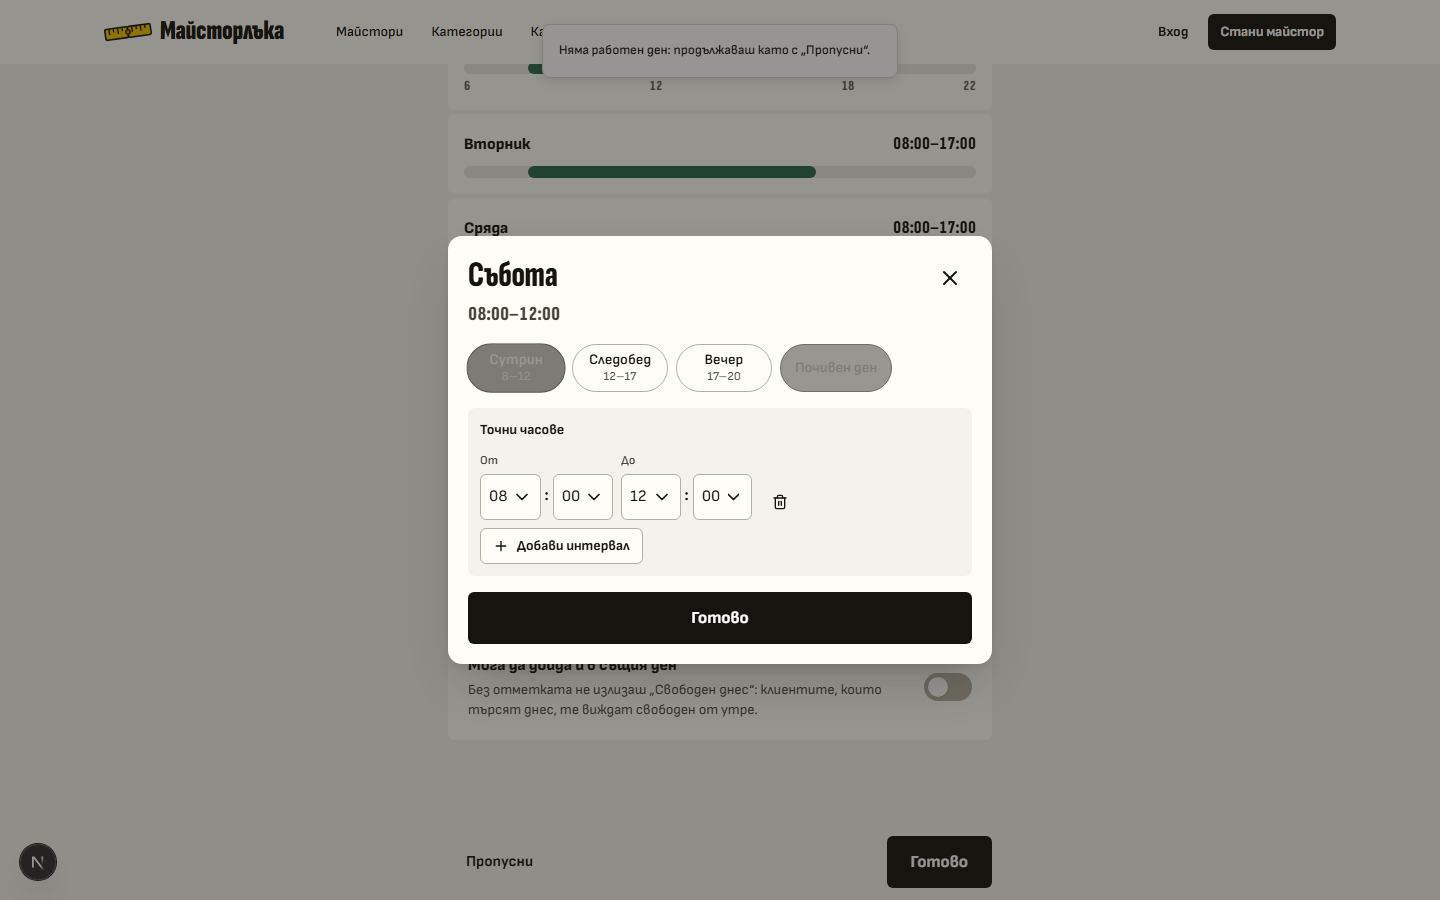 Майсторлъка
Майстори
Категории
Ка
Няма работен ден: продължаваш като с „Пропусни“.
Вход
Стани майстор
6
12
18
22
Вторник
08:00–17:00
Сряда
08:00–17:00
Събота
08:00–12:00
Сутрин
8–12
Следобед
12–17
Вечер
17–20
Почивен ден
Точни часове
От
До
08 : 00
12 : 00
Добави интервал
Готово
Мога да дойда и в същия ден
Без отметката не излизаш „Свободен днес“: клиентите, които
търсят днес, те виждат свободен от утре.
Пропусни
Готово
N